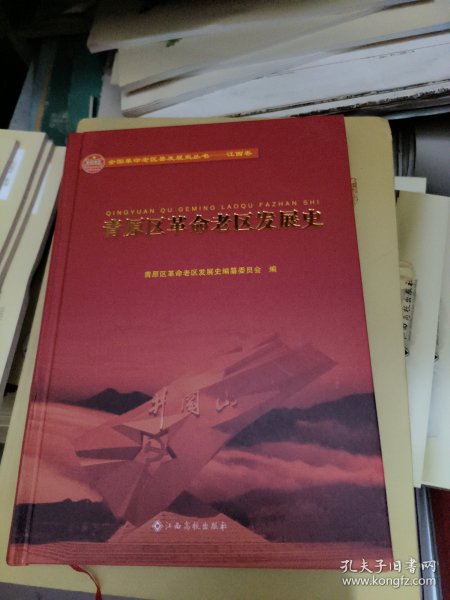 全国革命老区县发展史丛书——江西卷
QINGYUAN QU GEMING LAOQU FAZHAN SHI
青原区革命老区发展史
青原区革命老区发展史编纂委员会 编
井冈山
江西高校出版社
孔夫子旧书网
www.kongfz.com